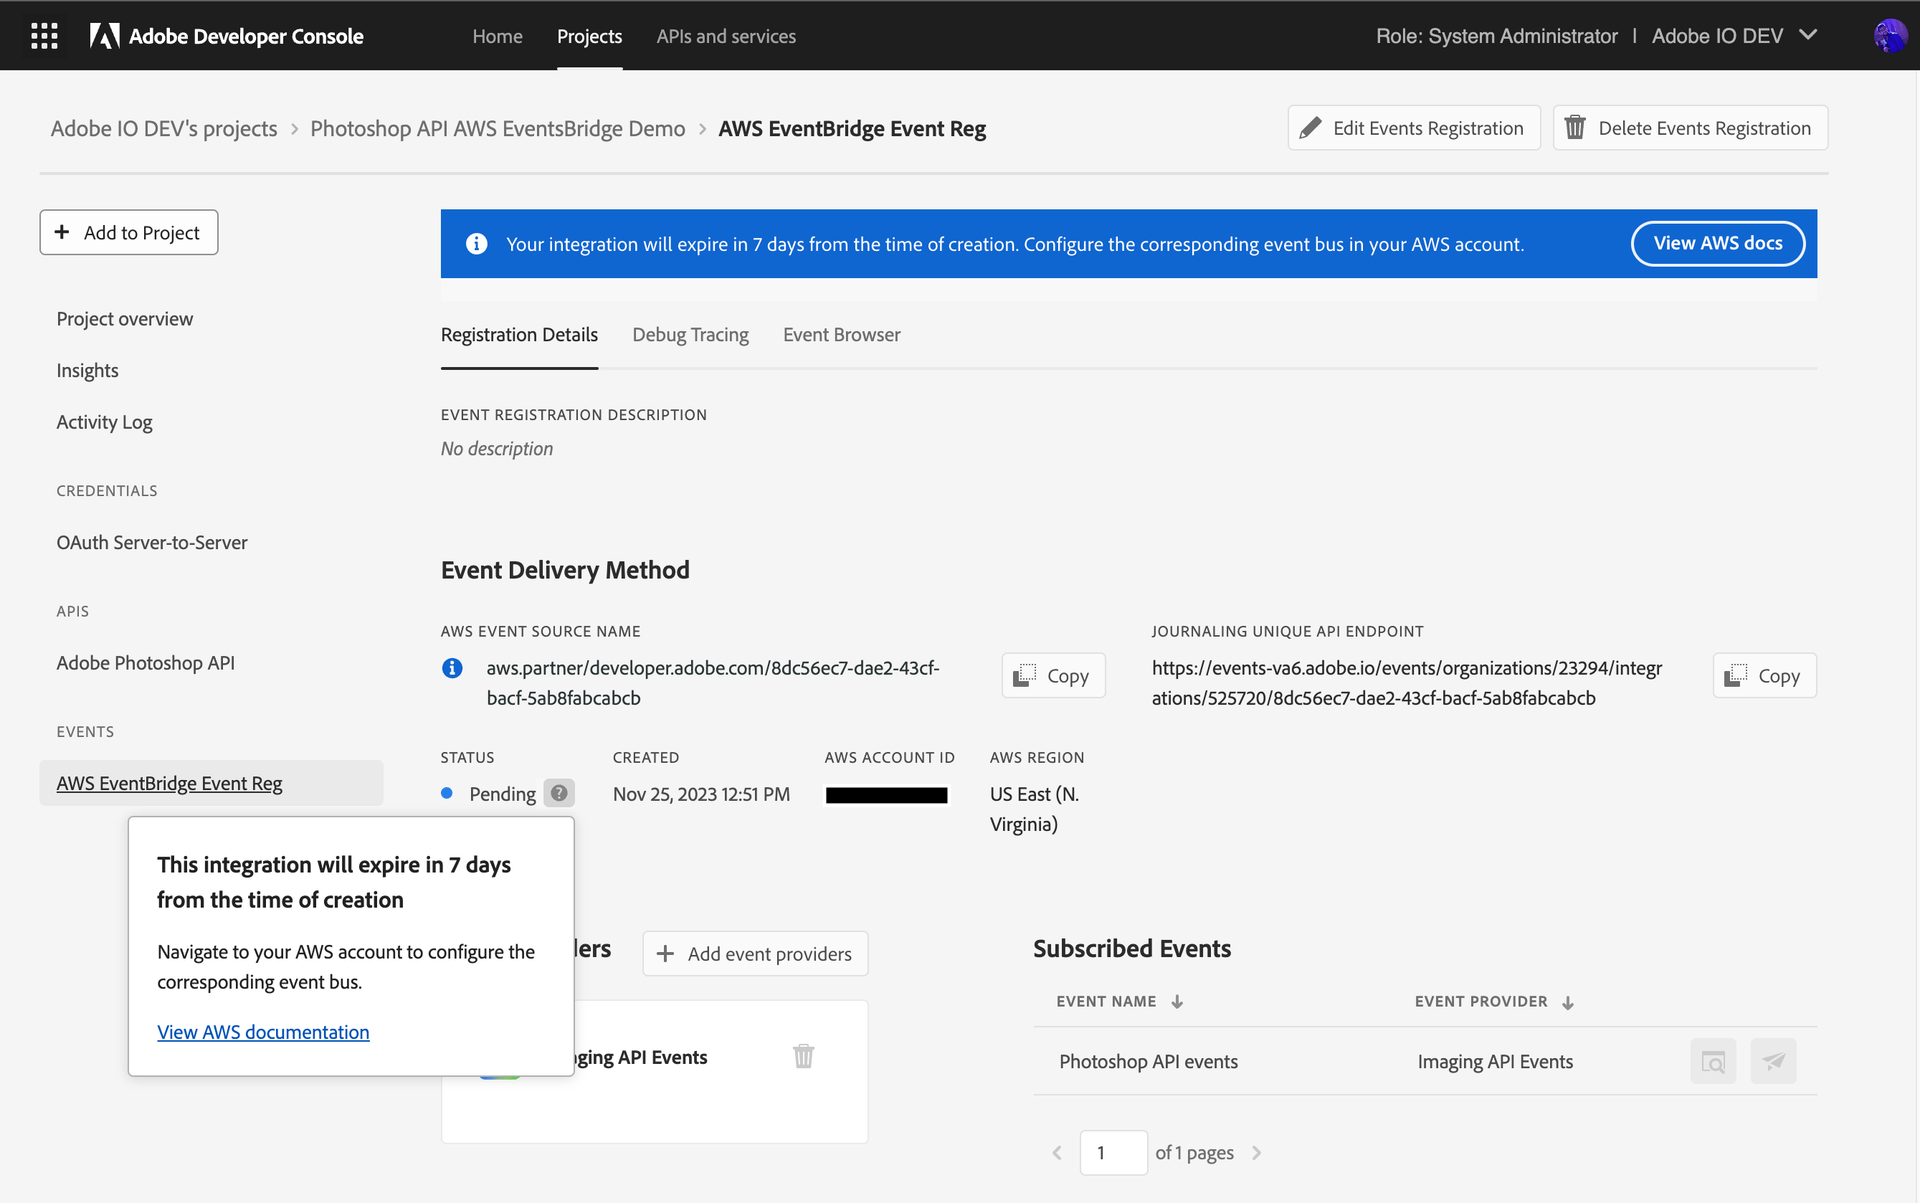 Adobe Developer Console
Home
Projects
APIs and services
Role: System Administrator | Adobe IO DEV
Adobe IO DEV's projects > Photoshop API AWS EventsBridge Demo > AWS EventBridge Event Reg
Edit Events Registration
Delete Events Registration
+ Add to Project
Project overview
Insights
Activity Log
CREDENTIALS
OAuth Server-to-Server
APIS
Adobe Photoshop API
EVENTS
AWS EventBridge Event Reg
Your integration will expire in 7 days from the time of creation. Configure the corresponding event bus in your AWS account.
View AWS docs
Registration Details
Debug Tracing
Event Browser
EVENT REGISTRATION DESCRIPTION
No description
Event Delivery Method
AWS EVENT SOURCE NAME
aws.partner/developer.adobe.com/8dc56ec7-dae2-43cf-
bacf-5ab8fabcabcb
Copy
JOURNALING UNIQUE API ENDPOINT
https://events-va6.adobe.io/events/organizations/23294/integr
ations/525720/8dc56ec7-dae2-43cf-bacf-5ab8fabcabcb
Copy
STATUS
Pending ?
CREATED
Nov 25, 2023 12:51 PM
AWS ACCOUNT ID
AWS REGION
US East (N.
Virginia)
This integration will expire in 7 days
from the time of creation
Navigate to your AWS account to configure the
corresponding event bus.
View AWS documentation
+ Add event providers
API Events
Subscribed Events
EVENT NAME
EVENT PROVIDER
Photoshop API events
Imaging API Events
1
of 1 pages